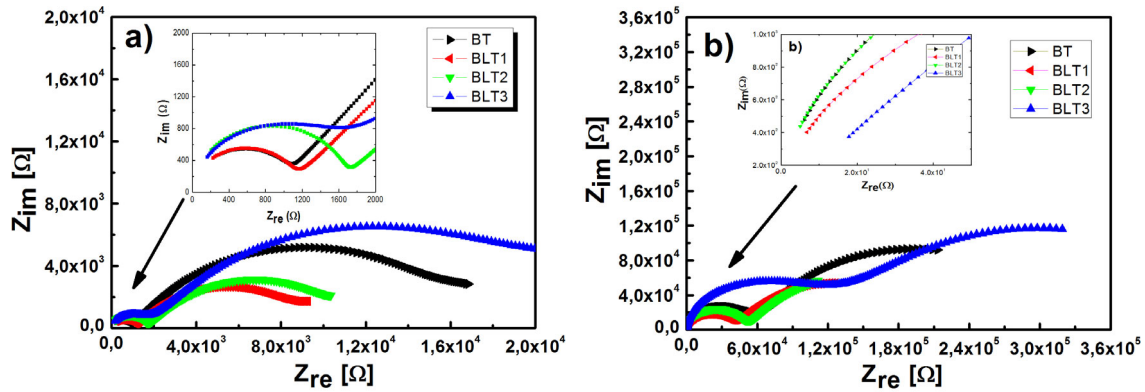 a)
BT
BLT1
BLT2
BLT3
2,0x10⁴
1,6x10⁴
1,2x10⁴
8,0x10³
4,0x10³
0,0
Z_im [Ω]
0,0
4,0x10³
8,0x10³
1,2x10⁴
1,6x10⁴
2,0x10⁴
Z_re [Ω]
2000
1600
1200
800
400
0
Z_im (Ω)
0
400
800
1200
1600
2000
Z_re (Ω)
b)
BT
BLT1
BLT2
BLT3
3,6x10⁵
3,2x10⁵
2,8x10⁵
2,4x10⁵
2,0x10⁵
1,6x10⁵
1,2x10⁵
8,0x10⁴
4,0x10⁴
0,0
Z_im [Ω]
0,0
6,0x10⁴
1,2x10⁵
1,8x10⁵
2,4x10⁵
3,0x10⁵
3,6x10⁵
Z_re [Ω]
b)
BT
BLT1
BLT2
BLT3
Z_im(Ω)
Z_re(Ω)